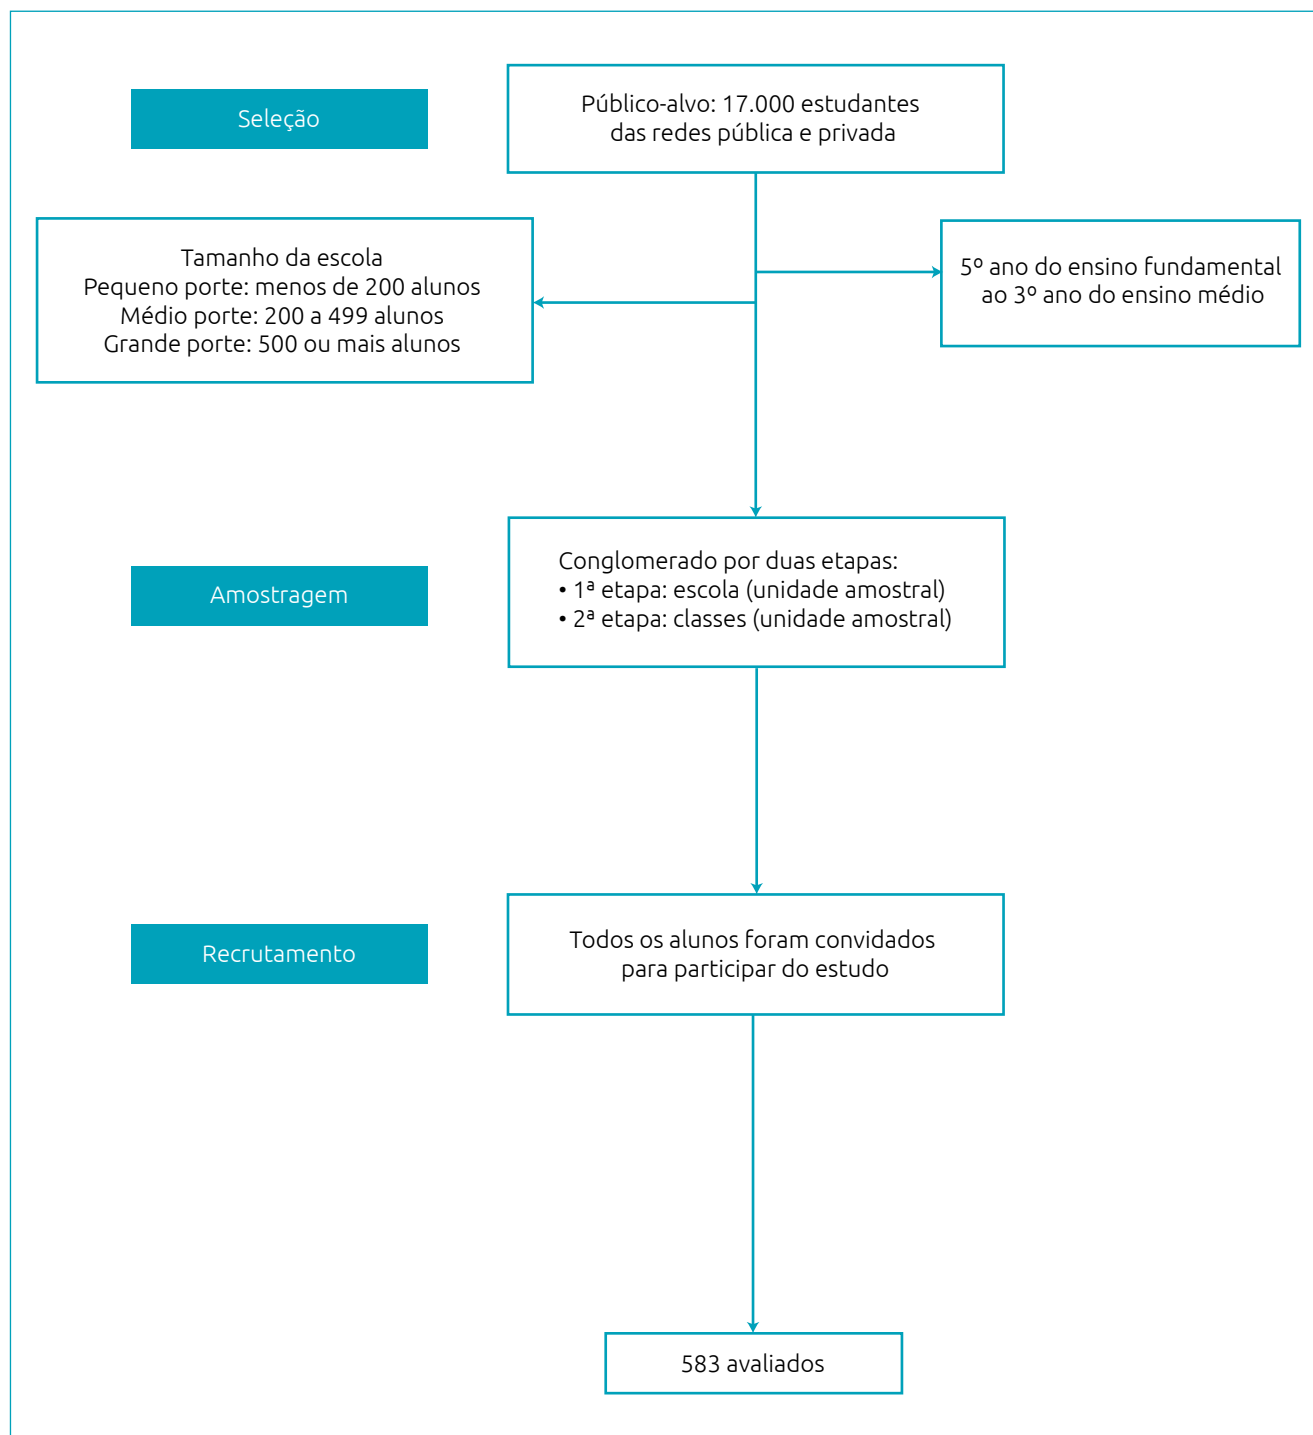 Seleção
Público-alvo: 17.000 estudantes
das redes pública e privada
Tamanho da escola
Pequeno porte: menos de 200 alunos
Médio porte: 200 a 499 alunos
Grande porte: 500 ou mais alunos
5º ano do ensino fundamental
ao 3º ano do ensino médio
Amostragem
Conglomerado por duas etapas:
• 1ª etapa: escola (unidade amostral)
• 2ª etapa: classes (unidade amostral)
Recrutamento
Todos os alunos foram convidados
para participar do estudo
583 avaliados